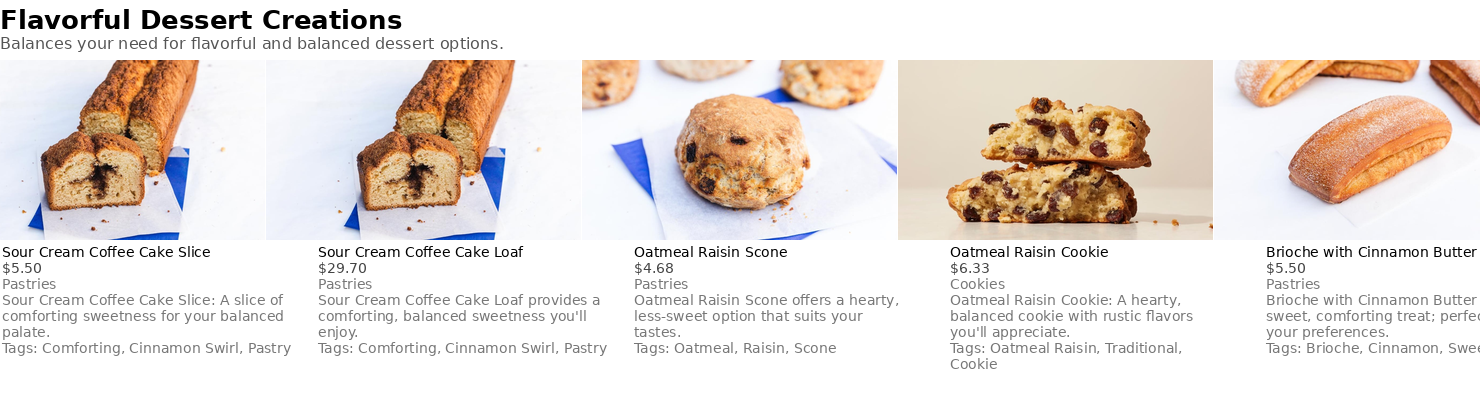 Flavorful Dessert Creations
Balances your need for flavorful and balanced dessert options.
Sour Cream Coffee Cake Slice
$5.50
Pastries
Sour Cream Coffee Cake Slice: A slice of
comforting sweetness for your balanced
palate.
Tags: Comforting, Cinnamon Swirl, Pastry
Sour Cream Coffee Cake Loaf
$29.70
Pastries
Sour Cream Coffee Cake Loaf provides a
comforting, balanced sweetness you'll
enjoy.
Tags: Comforting, Cinnamon Swirl, Pastry
Oatmeal Raisin Scone
$4.68
Pastries
Oatmeal Raisin Scone offers a hearty,
less-sweet option that suits your
tastes.
Tags: Oatmeal, Raisin, Scone
Oatmeal Raisin Cookie
$6.33
Cookies
Oatmeal Raisin Cookie: A hearty,
balanced cookie with rustic flavors
you'll appreciate.
Tags: Oatmeal Raisin, Traditional,
Cookie
Brioche with Cinnamon Butter
$5.50
Pastries
Brioche with Cinnamon Butter
sweet, comforting treat;
your preferences.
Tags: Brioche, Cinnamon,